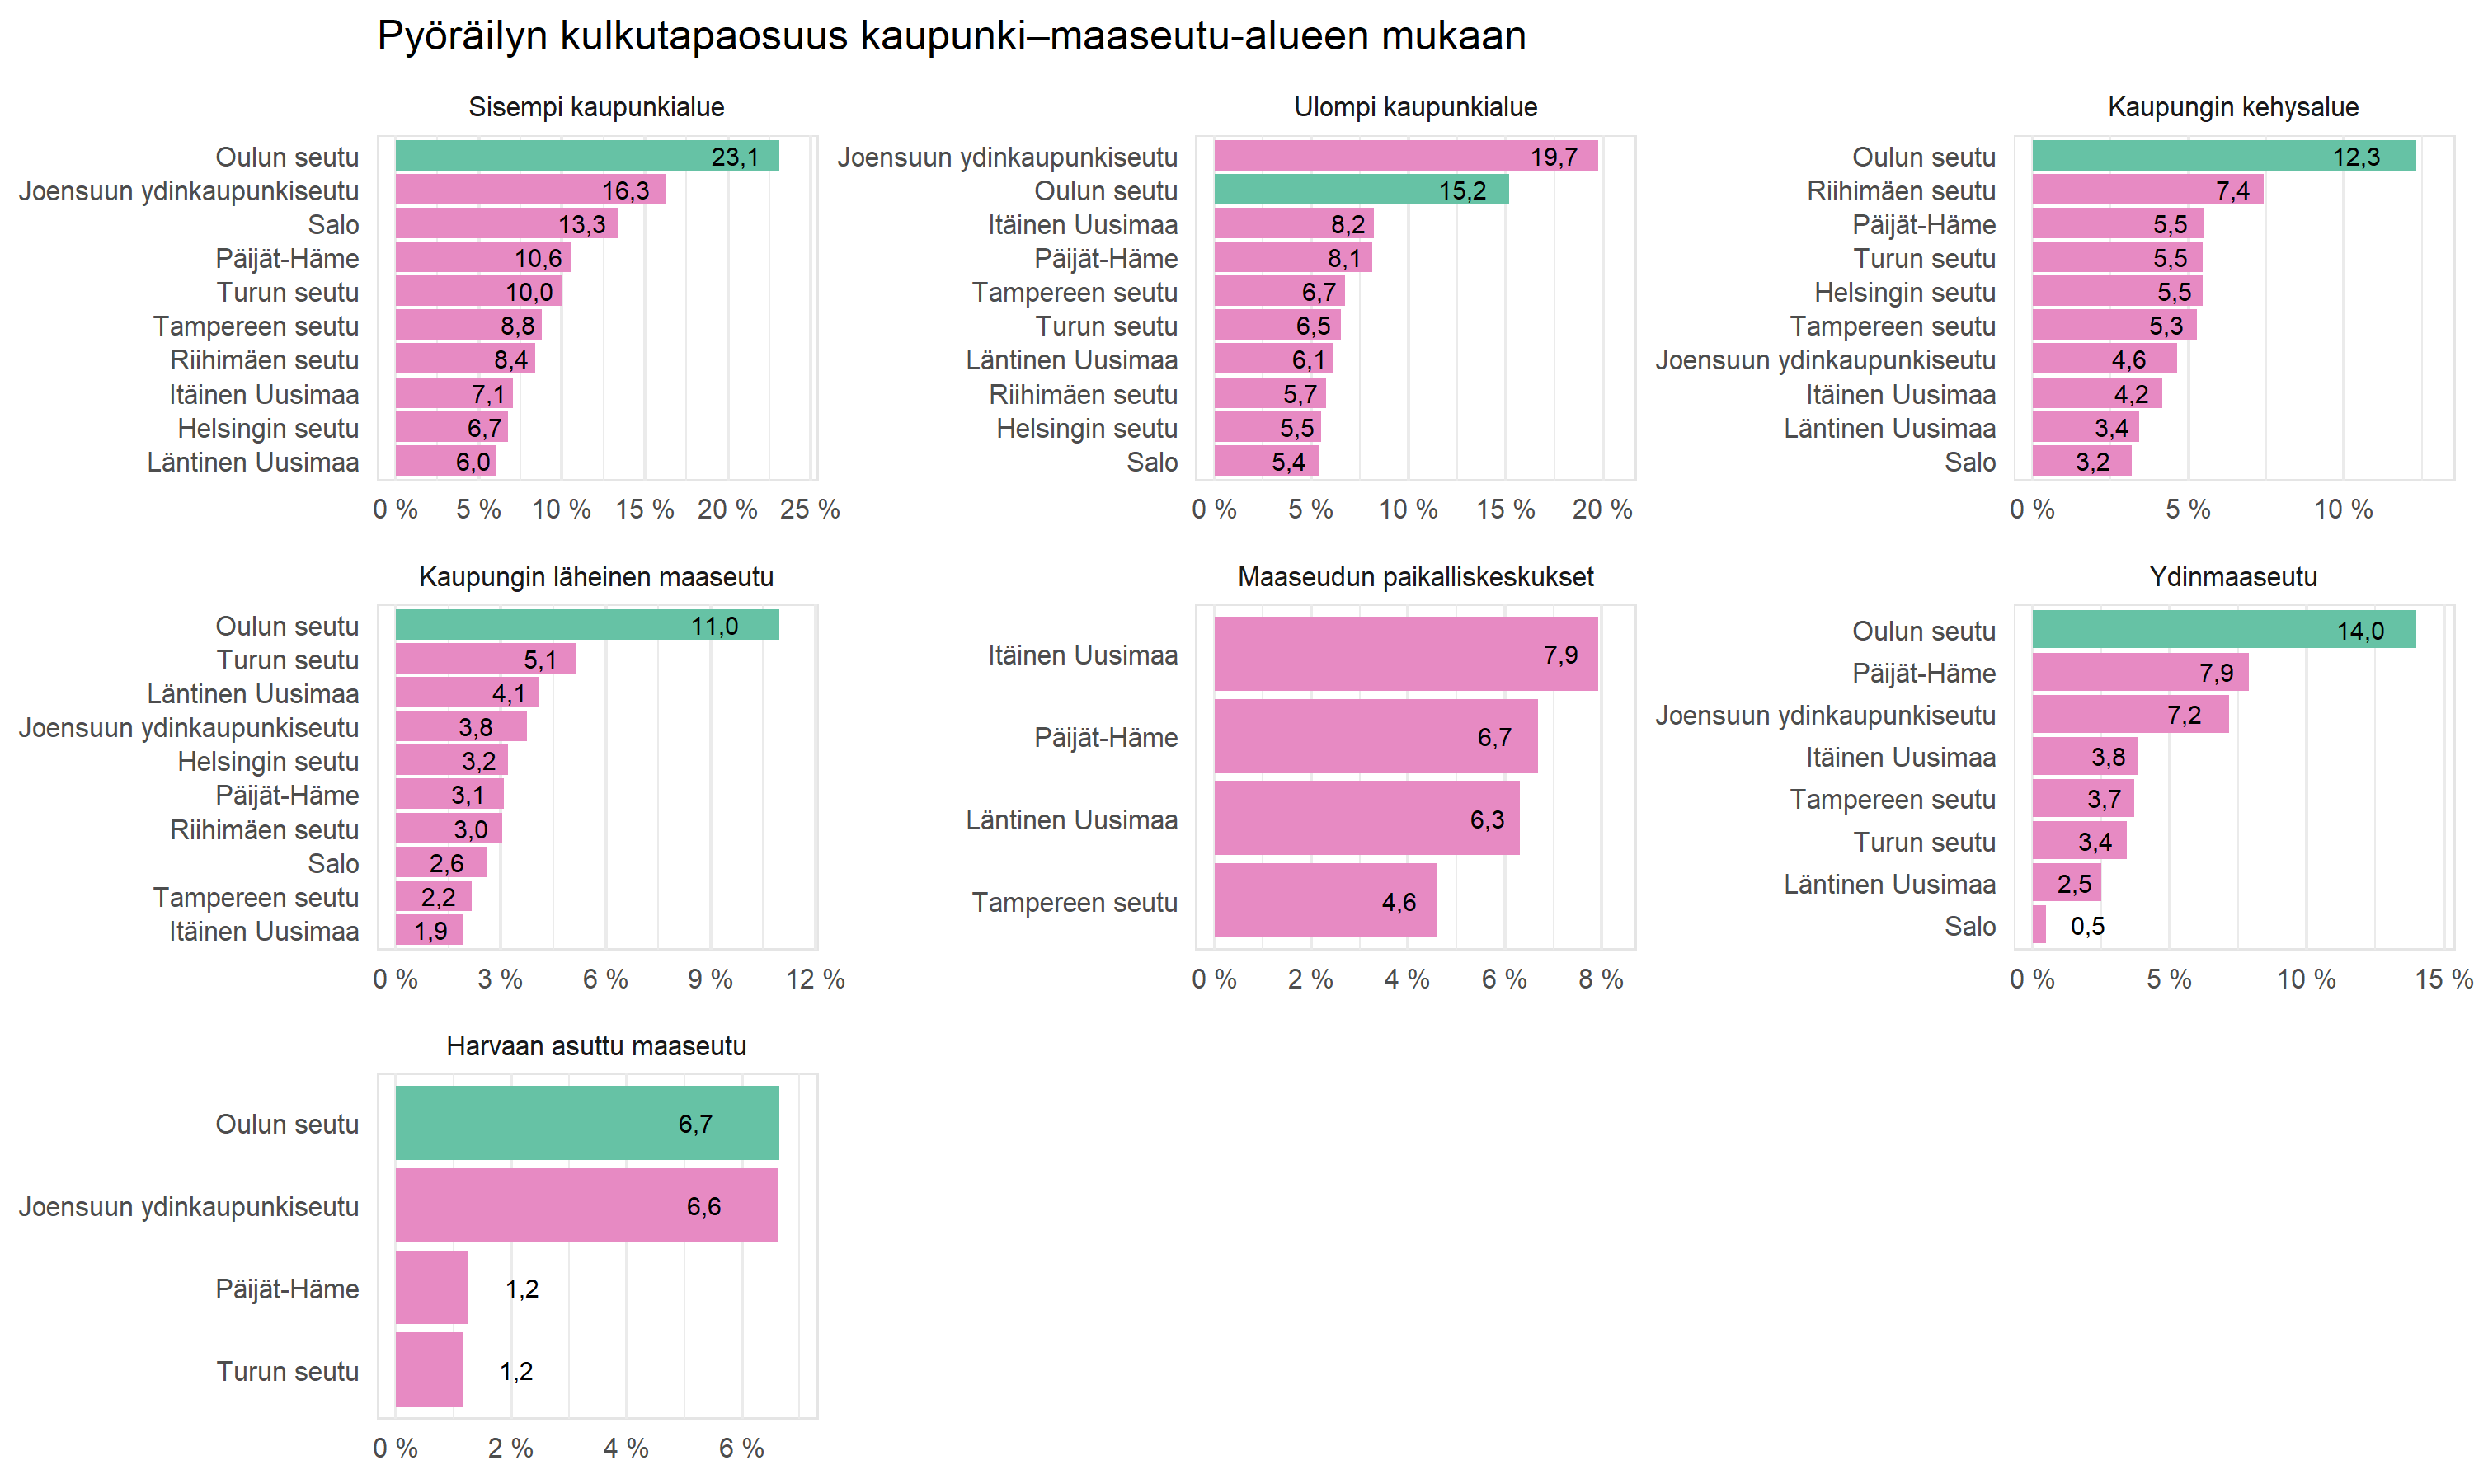 Pyöräilyn kulkutapaosuus kaupunki–maaseutu-alueen mukaan
Sisempi kaupunkialue
Oulun seutu 23,1
Joensuun ydinkaupunkiseutu 16,3
Salo 13,3
Päijät-Häme 10,6
Turun seutu 10,0
Tampereen seutu 8,8
Riihimäen seutu 8,4
Itäinen Uusimaa 7,1
Helsingin seutu 6,7
Läntinen Uusimaa 6,0
0 % 5 % 10 % 15 % 20 % 25 %
Ulompi kaupunkialue
Joensuun ydinkaupunkiseutu 19,7
Oulun seutu 15,2
Itäinen Uusimaa 8,2
Päijät-Häme 8,1
Tampereen seutu 6,7
Turun seutu 6,5
Läntinen Uusimaa 6,1
Riihimäen seutu 5,7
Helsingin seutu 5,5
Salo 5,4
0 % 5 % 10 % 15 % 20 %
Kaupungin kehysalue
Oulun seutu 12,3
Riihimäen seutu 7,4
Päijät-Häme 5,5
Turun seutu 5,5
Helsingin seutu 5,5
Tampereen seutu 5,3
Joensuun ydinkaupunkiseutu 4,6
Itäinen Uusimaa 4,2
Läntinen Uusimaa 3,4
Salo 3,2
0 % 5 % 10 %
Kaupungin läheinen maaseutu
Oulun seutu 11,0
Turun seutu 5,1
Läntinen Uusimaa 4,1
Joensuun ydinkaupunkiseutu 3,8
Helsingin seutu 3,2
Päijät-Häme 3,1
Riihimäen seutu 3,0
Salo 2,6
Tampereen seutu 2,2
Itäinen Uusimaa 1,9
0 % 3 % 6 % 9 % 12 %
Maaseudun paikalliskeskukset
Itäinen Uusimaa 7,9
Päijät-Häme 6,7
Läntinen Uusimaa 6,3
Tampereen seutu 4,6
0 % 2 % 4 % 6 % 8 %
Ydinmaaseutu
Oulun seutu 14,0
Päijät-Häme 7,9
Joensuun ydinkaupunkiseutu 7,2
Itäinen Uusimaa 3,8
Tampereen seutu 3,7
Turun seutu 3,4
Läntinen Uusimaa 2,5
Salo 0,5
0 % 5 % 10 % 15 %
Harvaan asuttu maaseutu
Oulun seutu 6,7
Joensuun ydinkaupunkiseutu 6,6
Päijät-Häme 1,2
Turun seutu 1,2
0 % 2 % 4 % 6 %